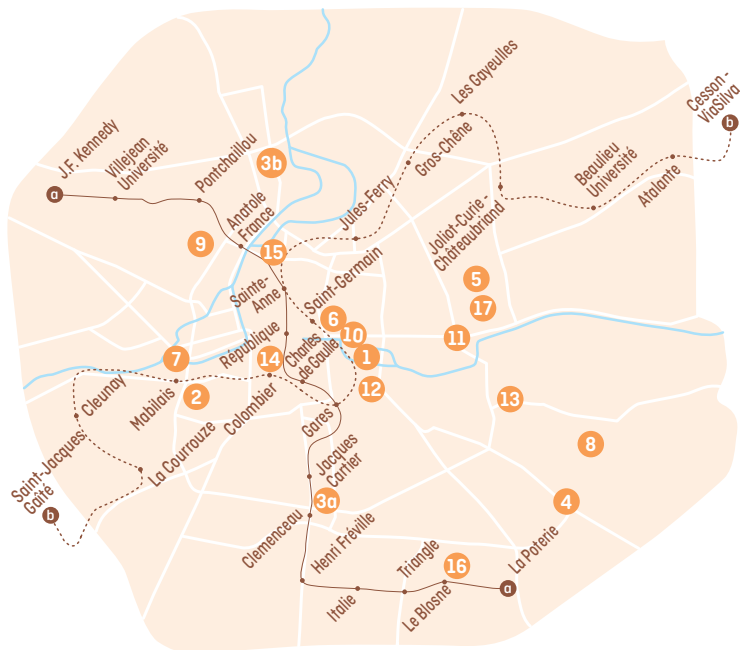 Les Gayeulles
Cesson -
ViaSilva
b
J.F. Kennedy
a
Villejean
Université
Pontchaillou
3b
Gros-Chêne
Beaulieu
Université
Atalante
Anatole
France
Jules-Ferry
Joliot-Curie -
Châteaubriand
9
15
Sainte-
Anne
Saint-Germain
5
17
6
10
11
République
Charles
de Gaulle
7
14
1
2
12
13
Cleunay
Mabilais
Colombier
Gares
8
Saint-Jacques
Gaîté
b
La Courrouze
Jacques
Cartier
3a
4
Clemenceau
Henri Fréville
La Poterie
Triangle
16
a
Italie
Le Blosne